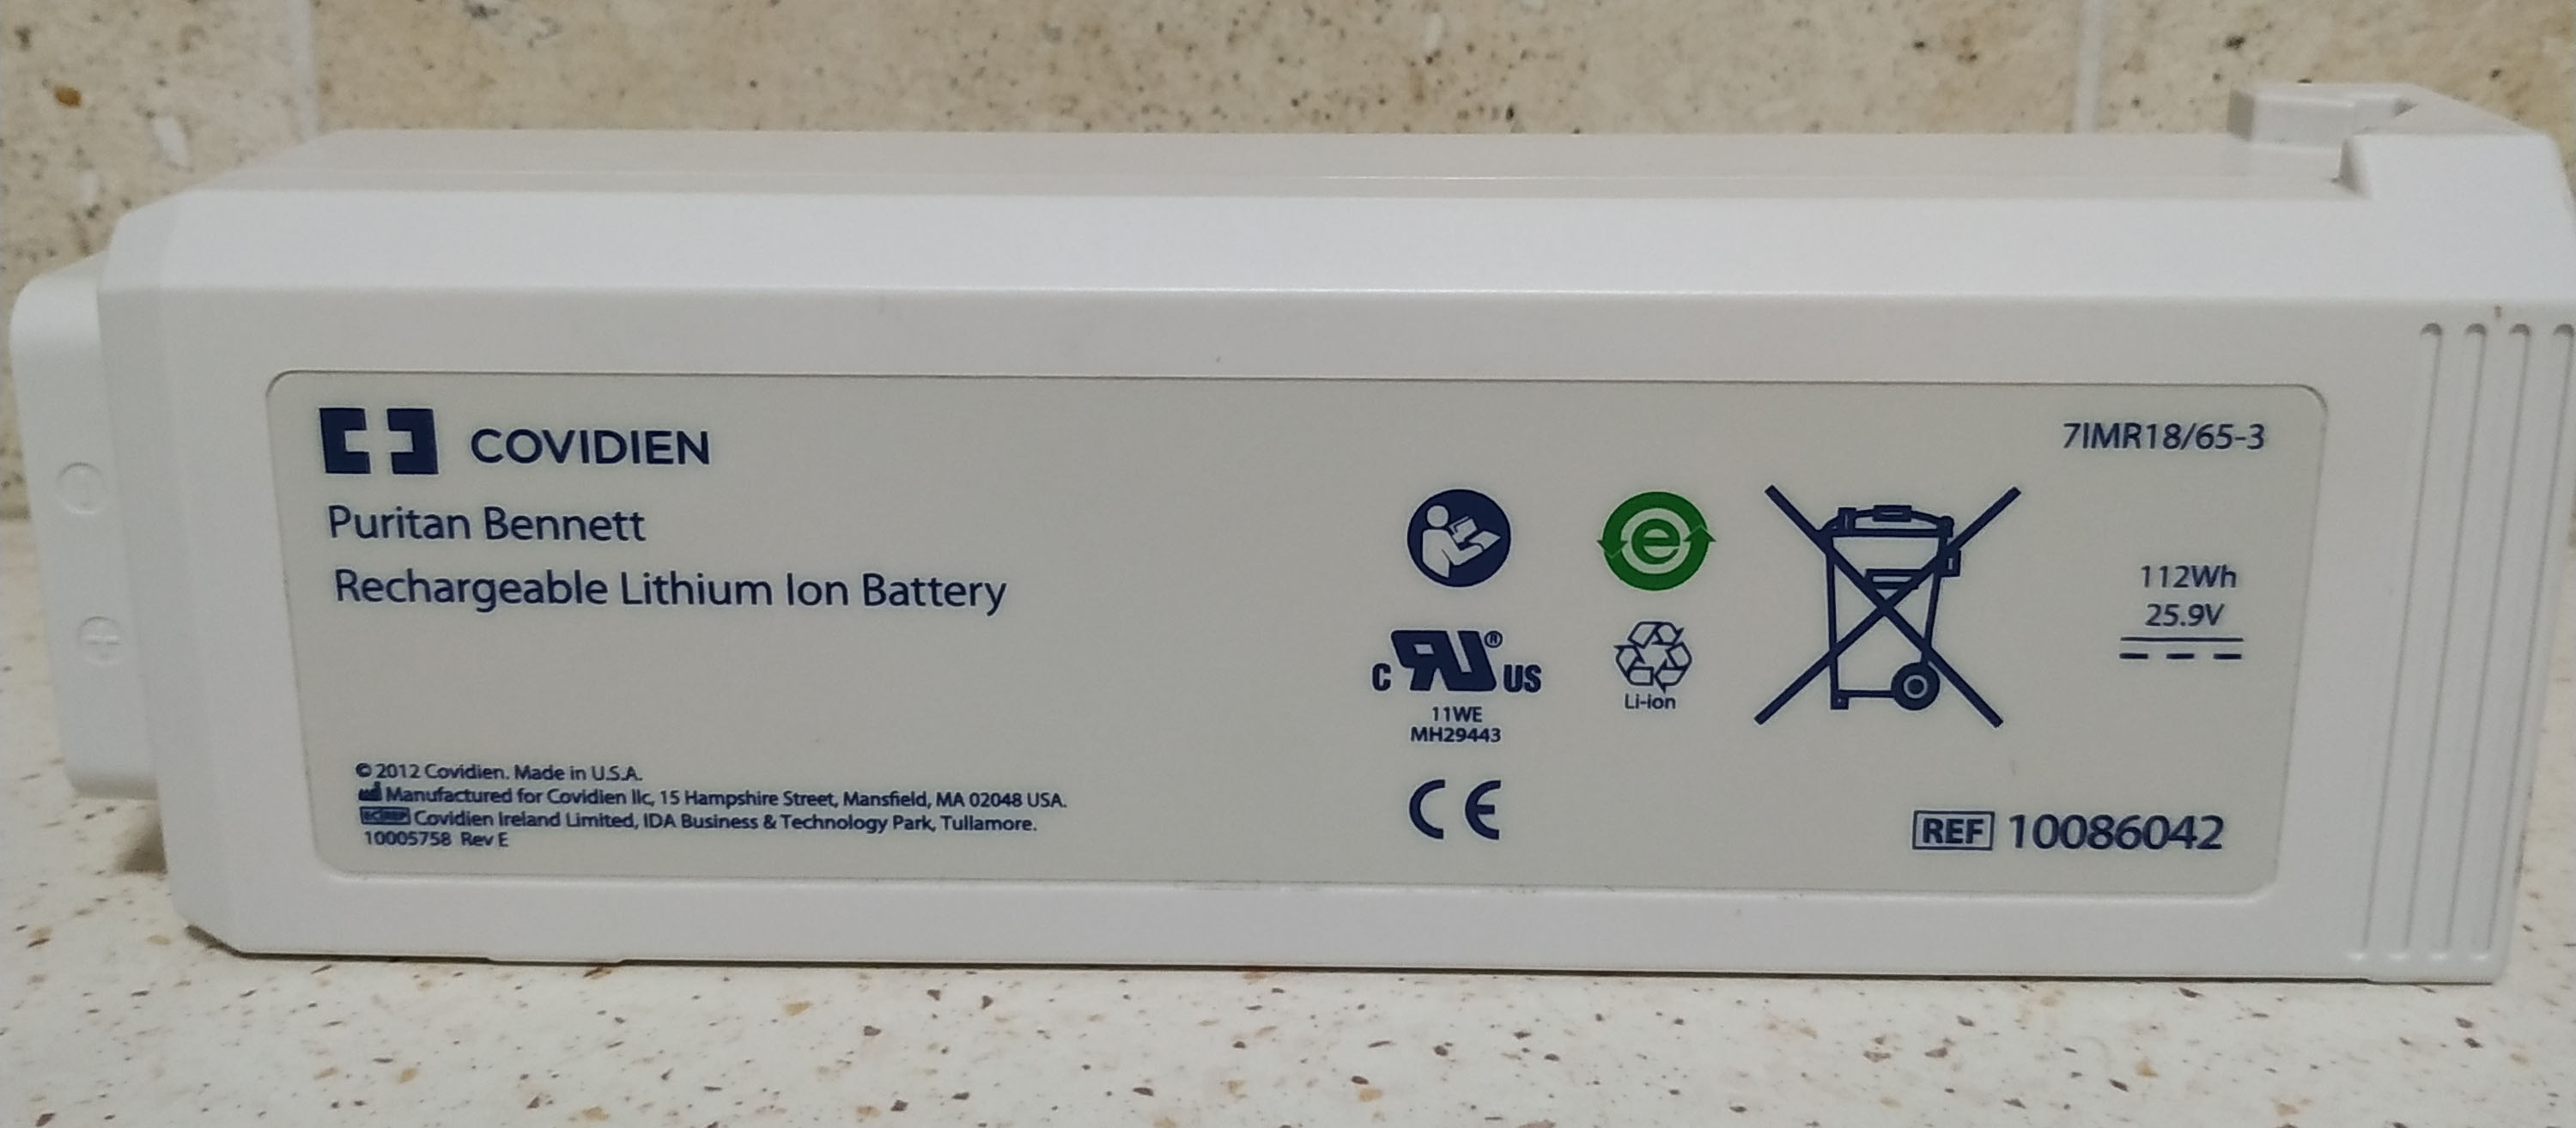 COVIDIEN
7IMR18/65-3
Puritan Bennett
Rechargeable Lithium Ion Battery
112Wh
25.9V
c RU® US
11WE
MH29443
Li-ion
© 2012 Covidien. Made in U.S.A.
Manufactured for Covidien llc, 15 Hampshire Street, Mansfield, MA 02048 USA.
Covidien Ireland Limited, IDA Business & Technology Park, Tullamore.
10005758 Rev E
CE
REF 10086042